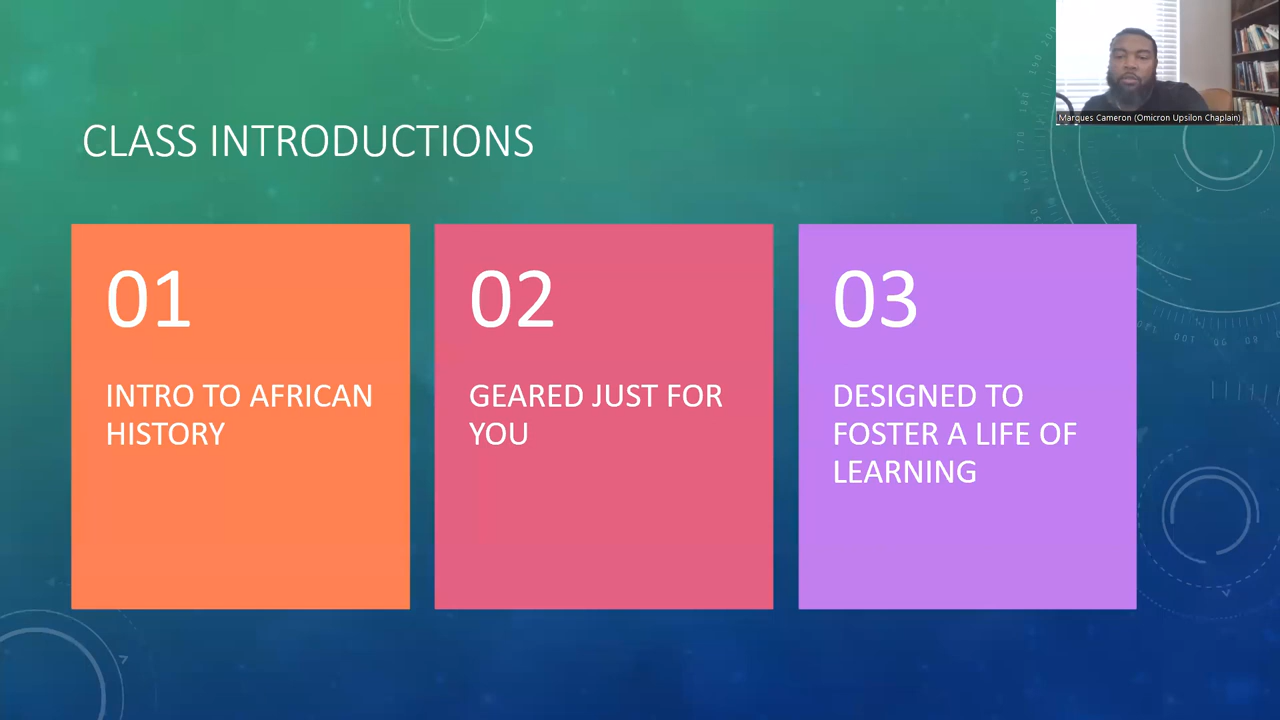 Marques Cameron (Omicron Upsilon Chaplain)
CLASS INTRODUCTIONS
01
INTRO TO AFRICAN
HISTORY
02
GEARED JUST FOR
YOU
03
DESIGNED TO
FOSTER A LIFE OF
LEARNING